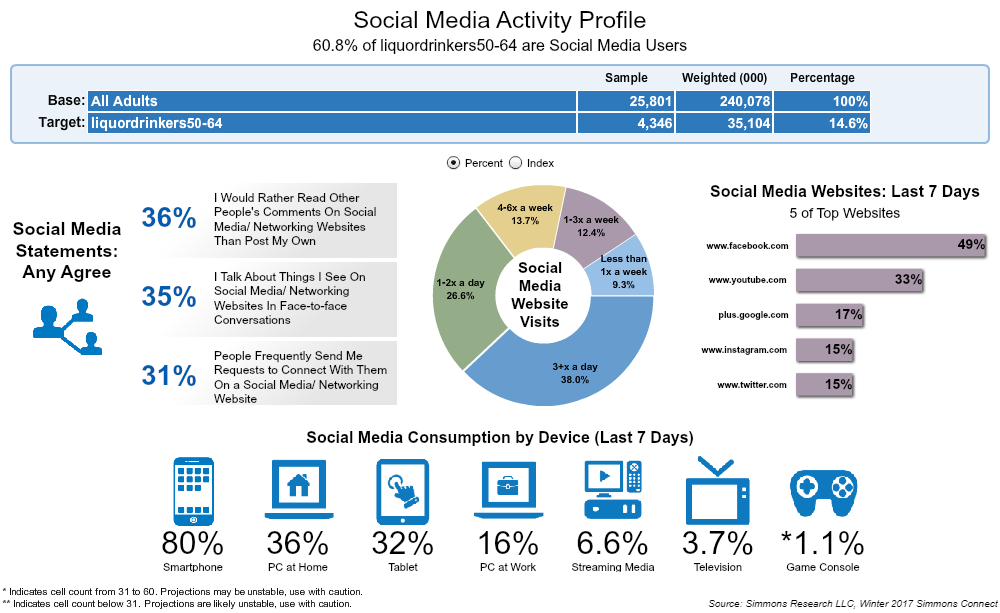 Social Media Activity Profile
60.8% of liquordrinkers50-64 are Social Media Users
Sample Weighted (000) Percentage
Base: All Adults 25,801 240,078 100%
Target: liquordrinkers50-64 4,346 35,104 14.6%
Percent Index
Social Media
Statements:
Any Agree
36%
I Would Rather Read Other
People's Comments On Social
Media/ Networking Websites
Than Post My Own
35%
I Talk About Things I See On
Social Media/ Networking
Websites In Face-to-face
Conversations
31%
People Frequently Send Me
Requests to Connect With Them
On a Social Media/ Networking
Website
4-6x a week
13.7%
1-3x a week
12.4%
Less than
1x a week
9.3%
1-2x a day
26.6%
Social
Media
Website
Visits
3+x a day
38.0%
Social Media Websites: Last 7 Days
5 of Top Websites
www.facebook.com 49%
www.youtube.com 33%
plus.google.com 17%
www.instagram.com 15%
www.twitter.com 15%
Social Media Consumption by Device (Last 7 Days)
80% 36% 32% 16% 6.6% 3.7% *1.1%
Smartphone PC at Home Tablet PC at Work Streaming Media Television Game Console
* Indicates cell count from 31 to 60. Projections may be unstable, use with caution.
** Indicates cell count below 31. Projections are likely unstable, use with caution.
Source: Simmons Research LLC, Winter 2017 Simmons Connect